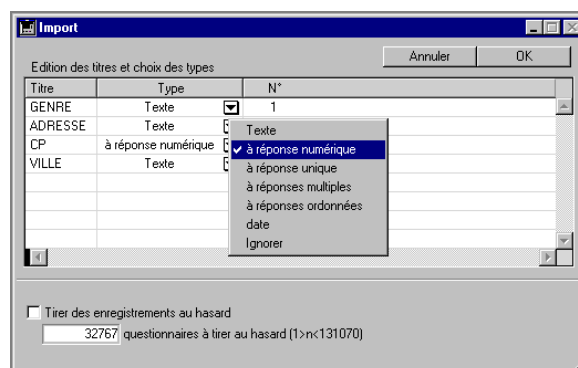 Import
Annuler OK
Edition des titres et choix des types
Titre Type N°
GENRE Texte 1
ADRESSE Texte
CP à réponse numérique
VILLE Texte
Texte
à réponse numérique
à réponse unique
à réponses multiples
à réponses ordonnées
date
Ignorer
Tirer des enregistrements au hasard
32767 questionnaires à tirer au hasard (1>n<131070)